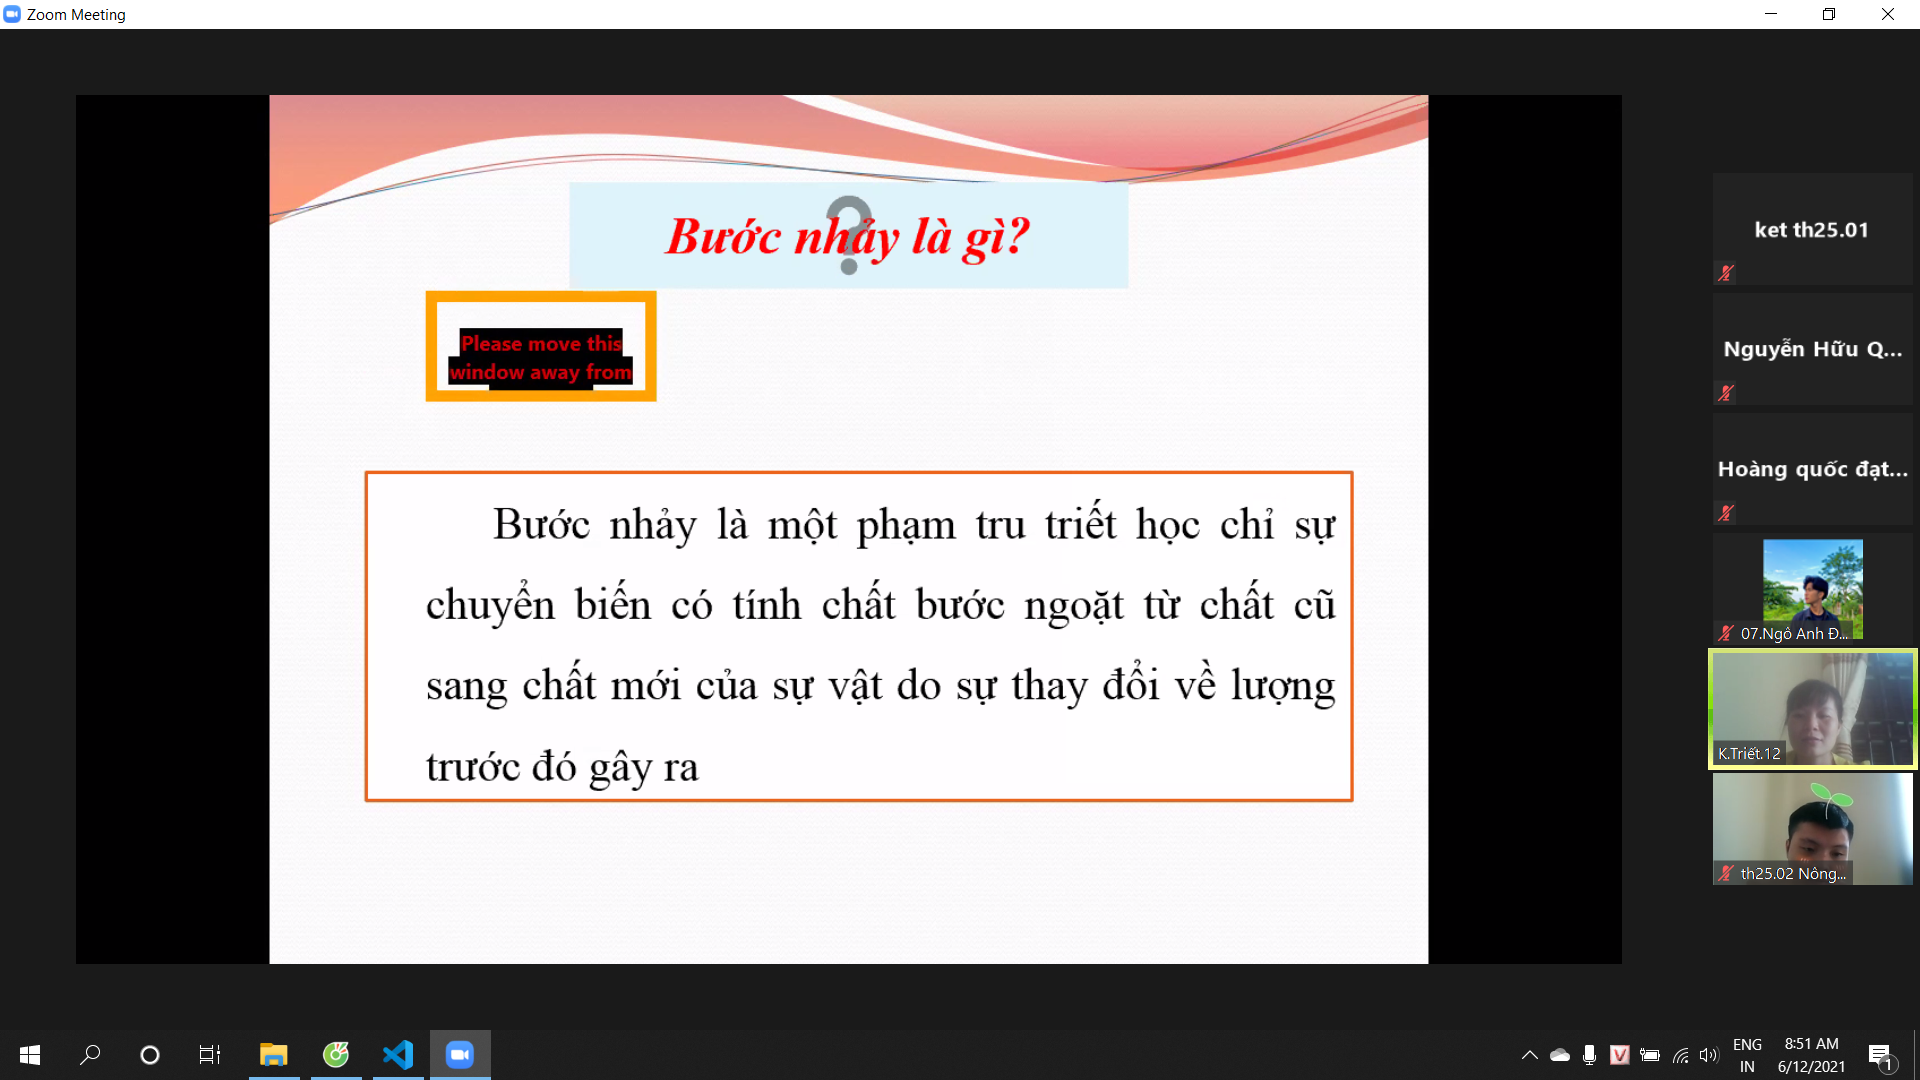 Zoom Meeting
Bước nhảy là gì?
?
Please move this
window away from
Bước nhảy là một phạm tru triết học chỉ sự
chuyển biến có tính chất bước ngoặt từ chất cũ
sang chất mới của sự vật do sự thay đổi về lượng
trước đó gây ra
ket th25.01
Nguyễn Hữu Q...
Hoàng quốc đạt...
07.Ngô Anh Đ...
K.Triết.12
th25.02 Nông...
V
ENG
IN
8:51 AM
6/12/2021
1